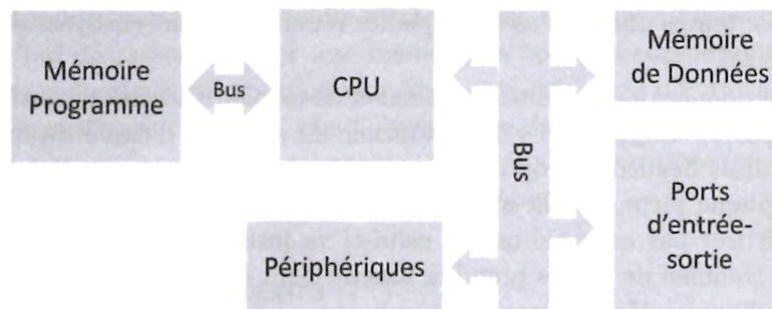 Mémoire
Programme
Bus
CPU
Mémoire
de Données
Bus
Périphériques
Ports
d'entrée-
sortie